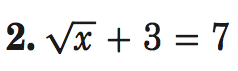 2. √x + 3 = 7